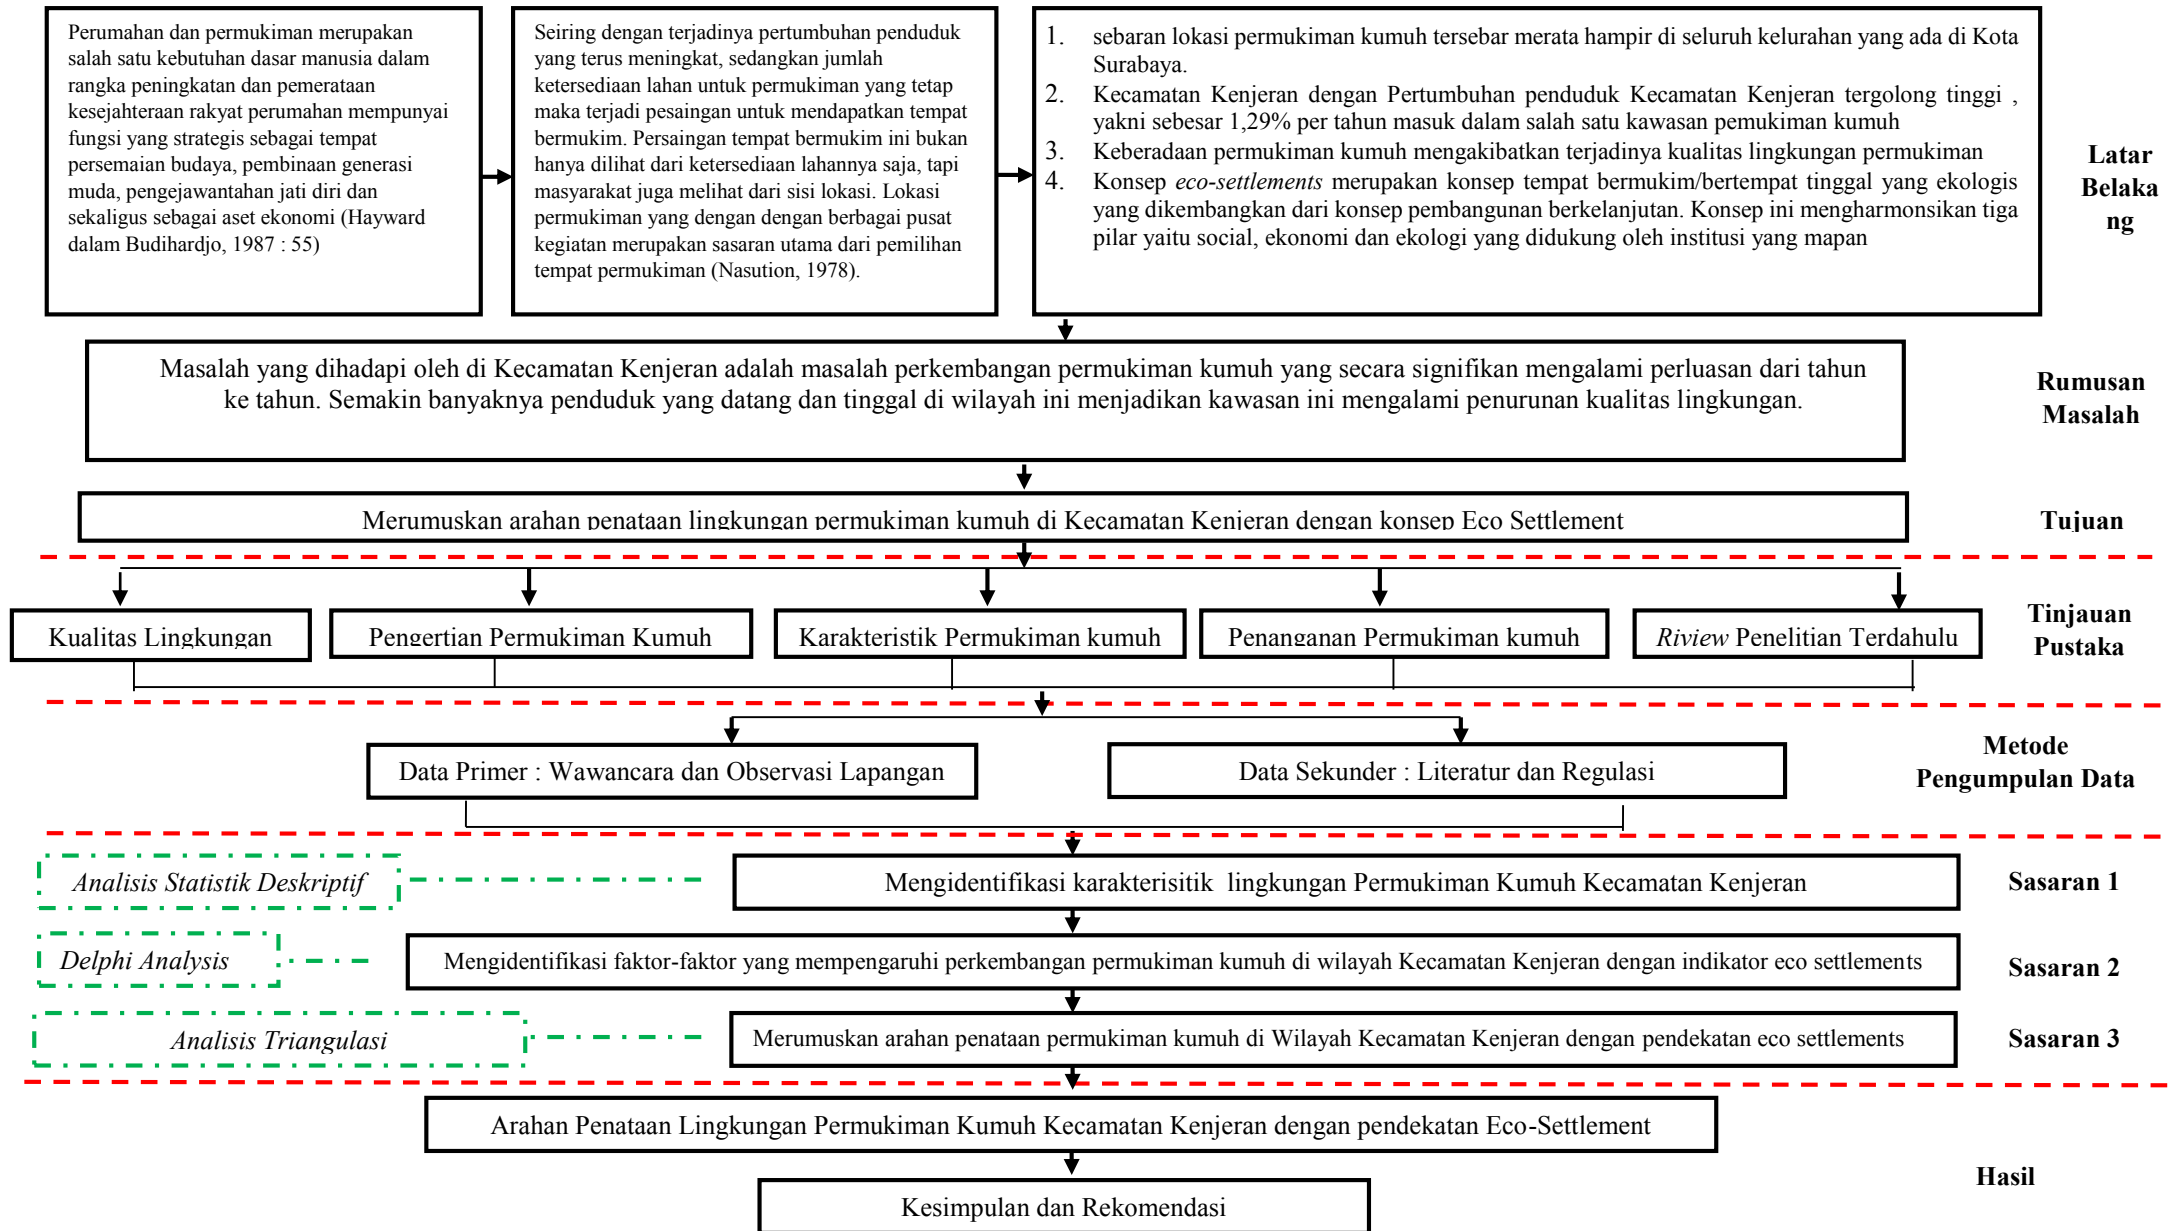 Perumahan dan permukiman merupakan
salah satu kebutuhan dasar manusia dalam
rangka peningkatan dan pemerataan
kesejahteraan rakyat perumahan mempunyai
fungsi yang strategis sebagai tempat
persemaian budaya, pembinaan generasi
muda, pengejawantahan jati diri dan
sekaligus sebagai aset ekonomi (Hayward
dalam Budihardjo, 1987 : 55)
Seiring dengan terjadinya pertumbuhan penduduk
yang terus meningkat, sedangkan jumlah
ketersediaan lahan untuk permukiman yang tetap
maka terjadi pesaingan untuk mendapatkan tempat
bermukim. Persaingan tempat bermukim ini bukan
hanya dilihat dari ketersediaan lahannya saja, tapi
masyarakat juga melihat dari sisi lokasi. Lokasi
permukiman yang dengan dengan berbagai pusat
kegiatan merupakan sasaran utama dari pemilihan
tempat permukiman (Nasution, 1978).
1. sebaran lokasi permukiman kumuh tersebar merata hampir di seluruh kelurahan yang ada di Kota
Surabaya.
2. Kecamatan Kenjeran dengan Pertumbuhan penduduk Kecamatan Kenjeran tergolong tinggi ,
yakni sebesar 1,29% per tahun masuk dalam salah satu kawasan pemukiman kumuh
3. Keberadaan permukiman kumuh mengakibatkan terjadinya kualitas lingkungan permukiman
4. Konsep eco-settlements merupakan konsep tempat bermukim/bertempat tinggal yang ekologis
yang dikembangkan dari konsep pembangunan berkelanjutan. Konsep ini mengharmonsikan tiga
pilar yaitu social, ekonomi dan ekologi yang didukung oleh institusi yang mapan
Latar
Belaka
ng
Masalah yang dihadapi oleh di Kecamatan Kenjeran adalah masalah perkembangan permukiman kumuh yang secara signifikan mengalami perluasan dari tahun
ke tahun. Semakin banyaknya penduduk yang datang dan tinggal di wilayah ini menjadikan kawasan ini mengalami penurunan kualitas lingkungan.
Rumusan
Masalah
Merumuskan arahan penataan lingkungan permukiman kumuh di Kecamatan Kenjeran dengan konsep Eco Settlement
Tujuan
Kualitas Lingkungan
Pengertian Permukiman Kumuh
Karakteristik Permukiman kumuh
Penanganan Permukiman kumuh
Riview Penelitian Terdahulu
Tinjauan
Pustaka
Data Primer : Wawancara dan Observasi Lapangan
Data Sekunder : Literatur dan Regulasi
Metode
Pengumpulan Data
Analisis Statistik Deskriptif
Mengidentifikasi karakterisitik lingkungan Permukiman Kumuh Kecamatan Kenjeran
Sasaran 1
Delphi Analysis
Mengidentifikasi faktor-faktor yang mempengaruhi perkembangan permukiman kumuh di wilayah Kecamatan Kenjeran dengan indikator eco settlements
Sasaran 2
Analisis Triangulasi
Merumuskan arahan penataan permukiman kumuh di Wilayah Kecamatan Kenjeran dengan pendekatan eco settlements
Sasaran 3
Arahan Penataan Lingkungan Permukiman Kumuh Kecamatan Kenjeran dengan pendekatan Eco-Settlement
Hasil
Kesimpulan dan Rekomendasi